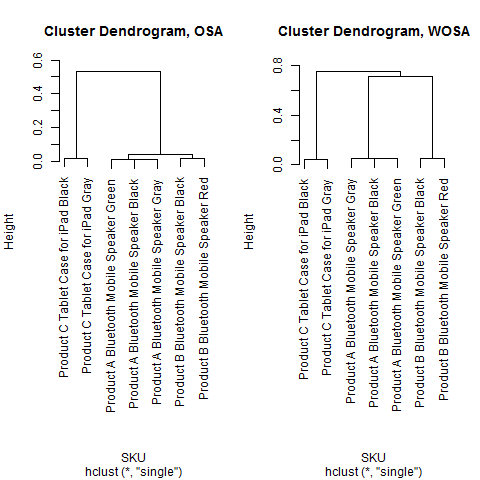 Cluster Dendrogram, OSA
Height
0.0
0.2
0.4
0.6
Product C Tablet Case for iPad Black
Product C Tablet Case for iPad Gray
Product A Bluetooth Mobile Speaker Green
Product A Bluetooth Mobile Speaker Black
Product A Bluetooth Mobile Speaker Gray
Product B Bluetooth Mobile Speaker Black
Product B Bluetooth Mobile Speaker Red
SKU
hclust (*, "single")
Cluster Dendrogram, WOSA
Height
0.0
0.4
0.8
Product C Tablet Case for iPad Black
Product C Tablet Case for iPad Gray
Product A Bluetooth Mobile Speaker Gray
Product A Bluetooth Mobile Speaker Black
Product A Bluetooth Mobile Speaker Green
Product B Bluetooth Mobile Speaker Black
Product B Bluetooth Mobile Speaker Red
SKU
hclust (*, "single")